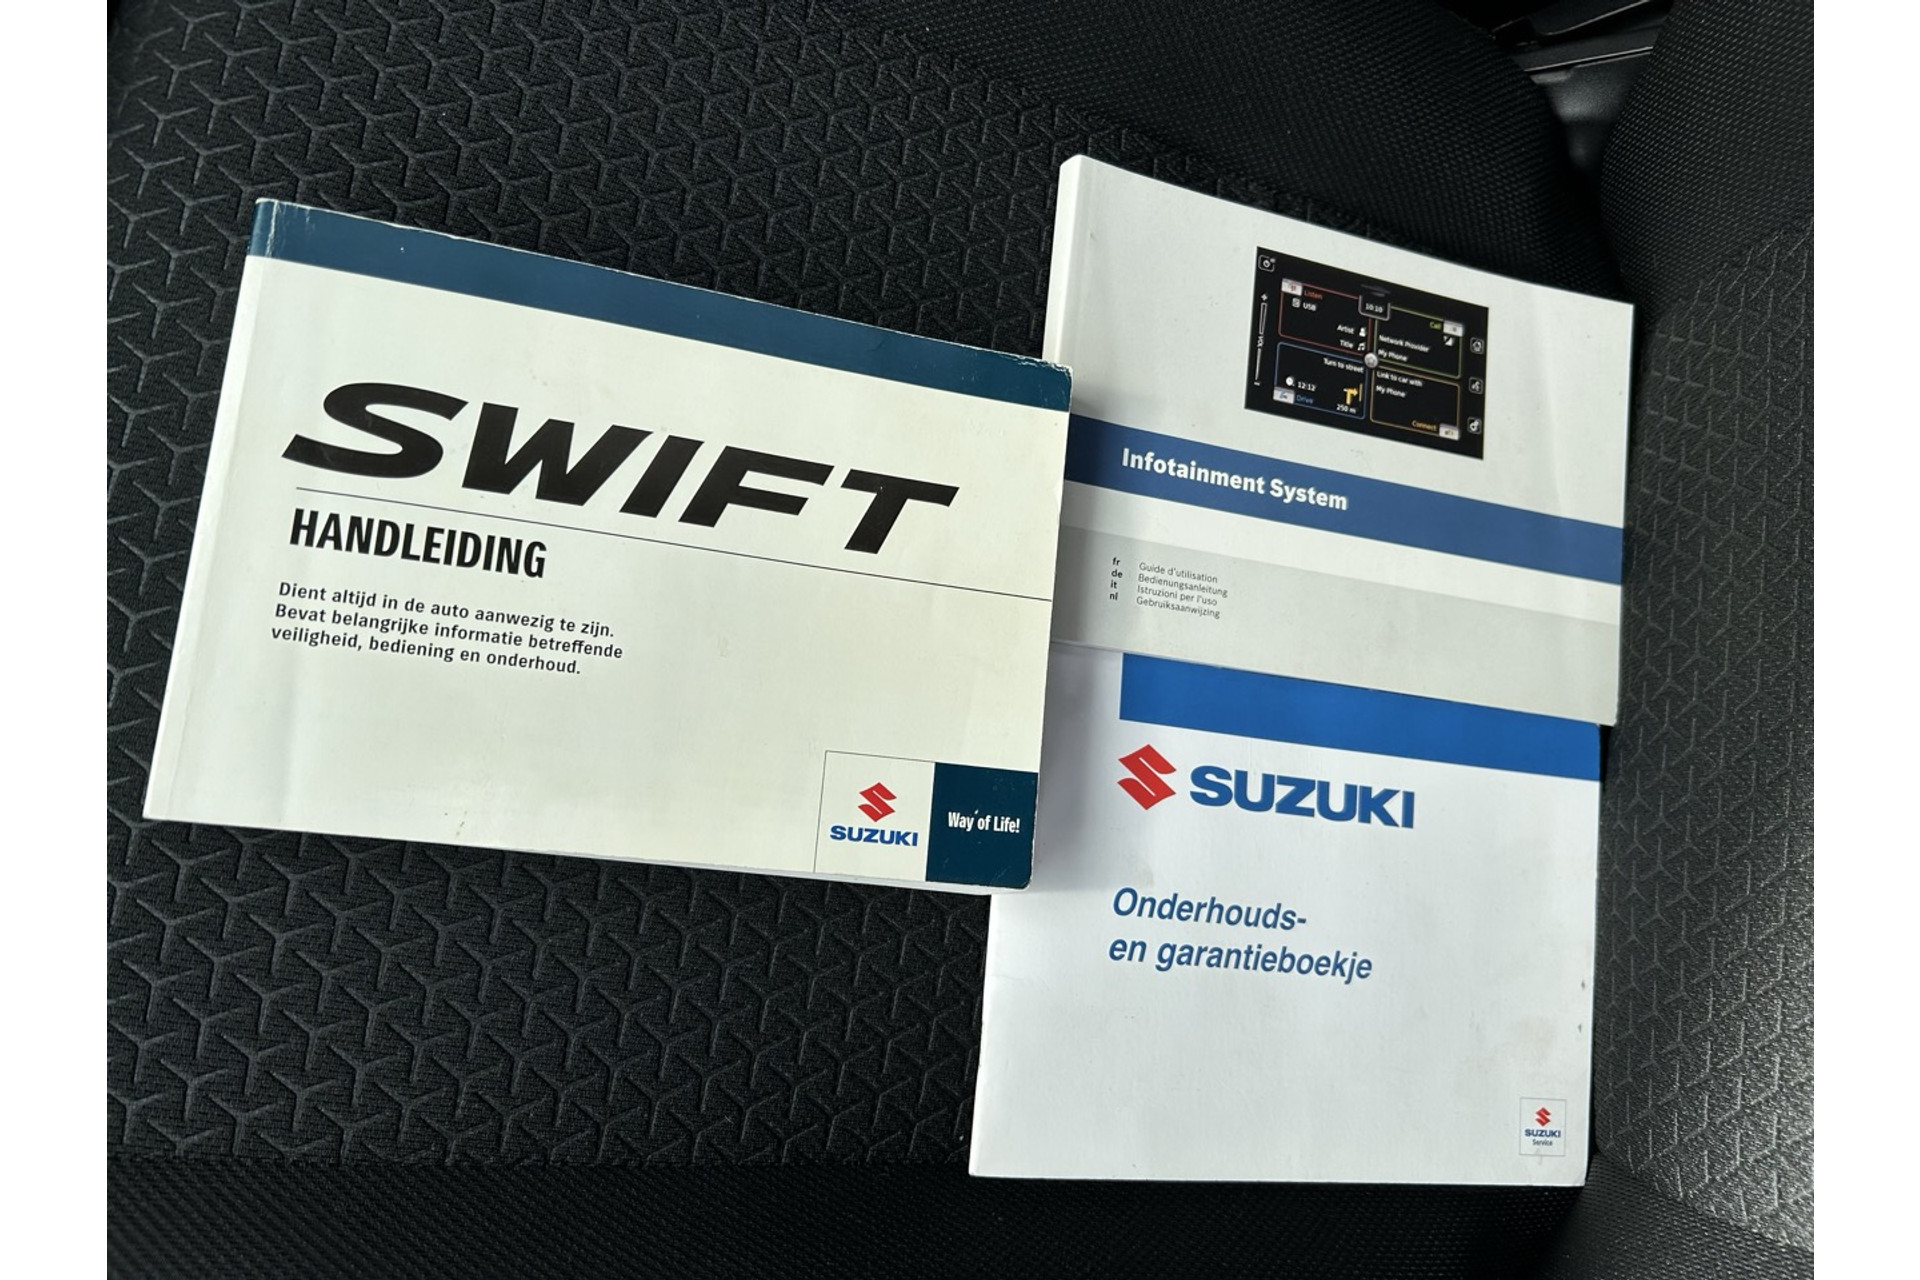 SWIFT
HANDLEIDING
Dient altijd in de auto aanwezig te zijn.
Bevat belangrijke informatie betreffende
veiligheid, bediening en onderhoud.
SUZUKI
Way of Life!
Listen
USB
Artist
Title
10:10
Call
Network Provider
My Phone
Turn to street
12:12
Drive
250 m
Link to car with
My Phone
Connect
VOL
Infotainment System
fr Guide d'utilisation
de Bedienungsanleitung
it Istruzioni per l'uso
nl Gebruiksaanwijzing
SUZUKI
Onderhouds-
en garantieboekje
SUZUKI
Service